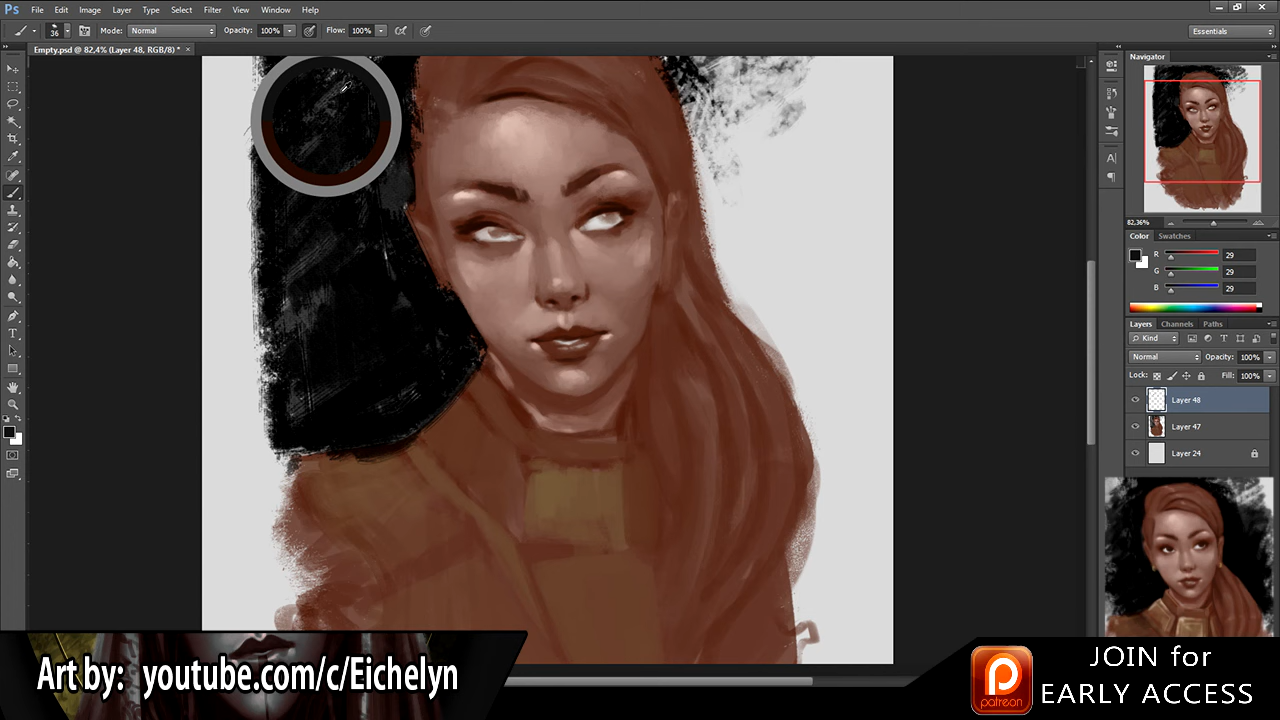 Ps File Edit Image Layer Type Select Filter View Window Help
36 Mode: Normal Opacity: 100% Flow: 100% Essentials
Empty.psd @ 82,4% (Layer 48, RGB/8) * ×
Navigator
82.36%
Color Swatches
R 29
G 29
B 29
Layers Channels Paths
Kind
Normal Opacity: 100%
Lock: Fill: 100%
Layer 48
Layer 47
Layer 24
Art by: youtube.com/c/Eichelyn
JOIN for
EARLY ACCESS
patreon